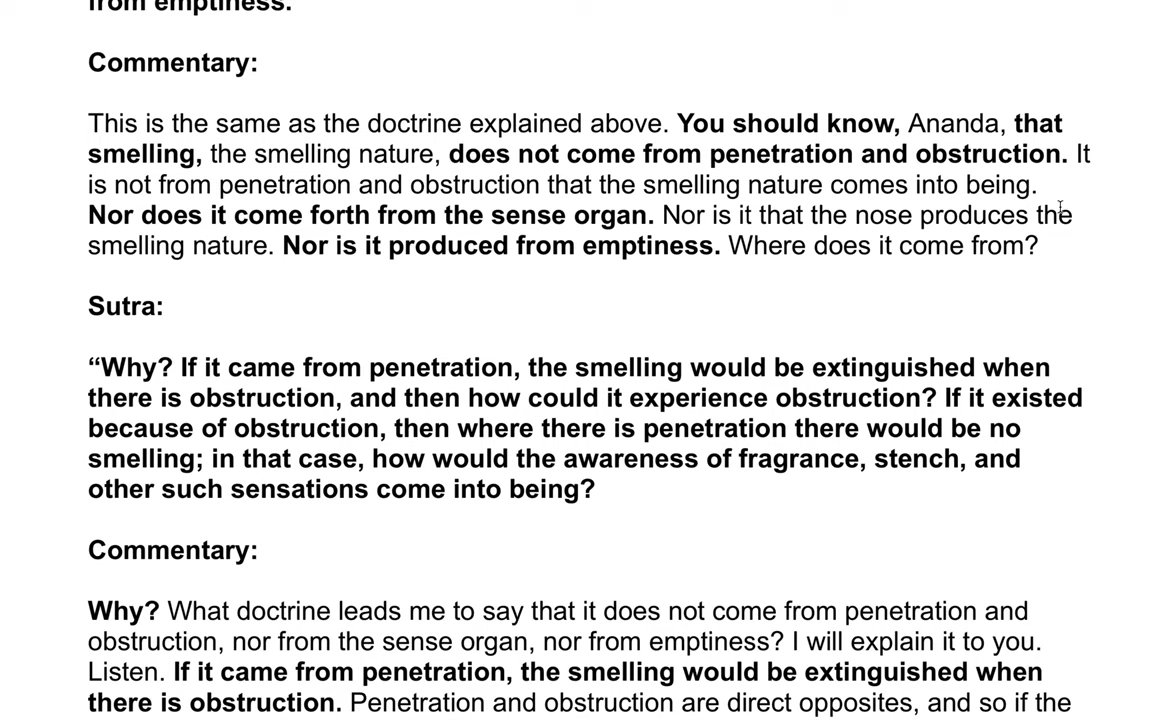 from emptiness.
Commentary:
This is the same as the doctrine explained above. You should know, Ananda, that
smelling, the smelling nature, does not come from penetration and obstruction. It
is not from penetration and obstruction that the smelling nature comes into being.
Nor does it come forth from the sense organ. Nor is it that the nose produces the
smelling nature. Nor is it produced from emptiness. Where does it come from?
Sutra:
“Why? If it came from penetration, the smelling would be extinguished when
there is obstruction, and then how could it experience obstruction? If it existed
because of obstruction, then where there is penetration there would be no
smelling; in that case, how would the awareness of fragrance, stench, and
other such sensations come into being?
Commentary:
Why? What doctrine leads me to say that it does not come from penetration and
obstruction, nor from the sense organ, nor from emptiness? I will explain it to you.
Listen. If it came from penetration, the smelling would be extinguished when
there is obstruction. Penetration and obstruction are direct opposites, and so if the